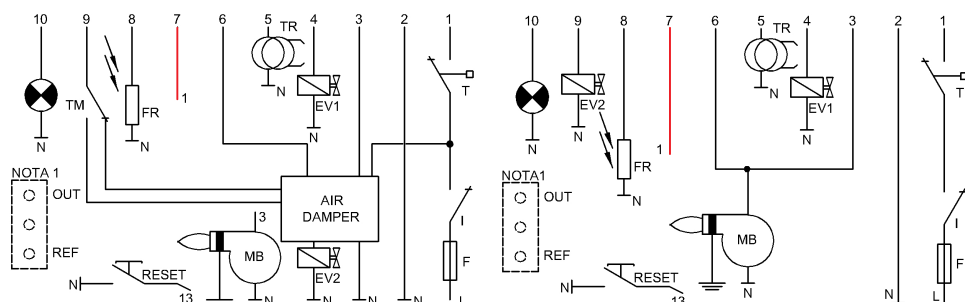 10 9 8 7 6 5 4 3 2 1
TR
TM
FR
1
EV1
T
N N N N
NOTA 1
OUT
REF
AIR
DAMPER
3
MB
I
F
EV2
RESET
N 13 N N N N L
10 9 8 7 6 5 4 3 2 1
TR
EV2
EV1
T
N N N N
FR
1
N
NOTA1
OUT
REF
MB
I
F
RESET
N 13 N N L